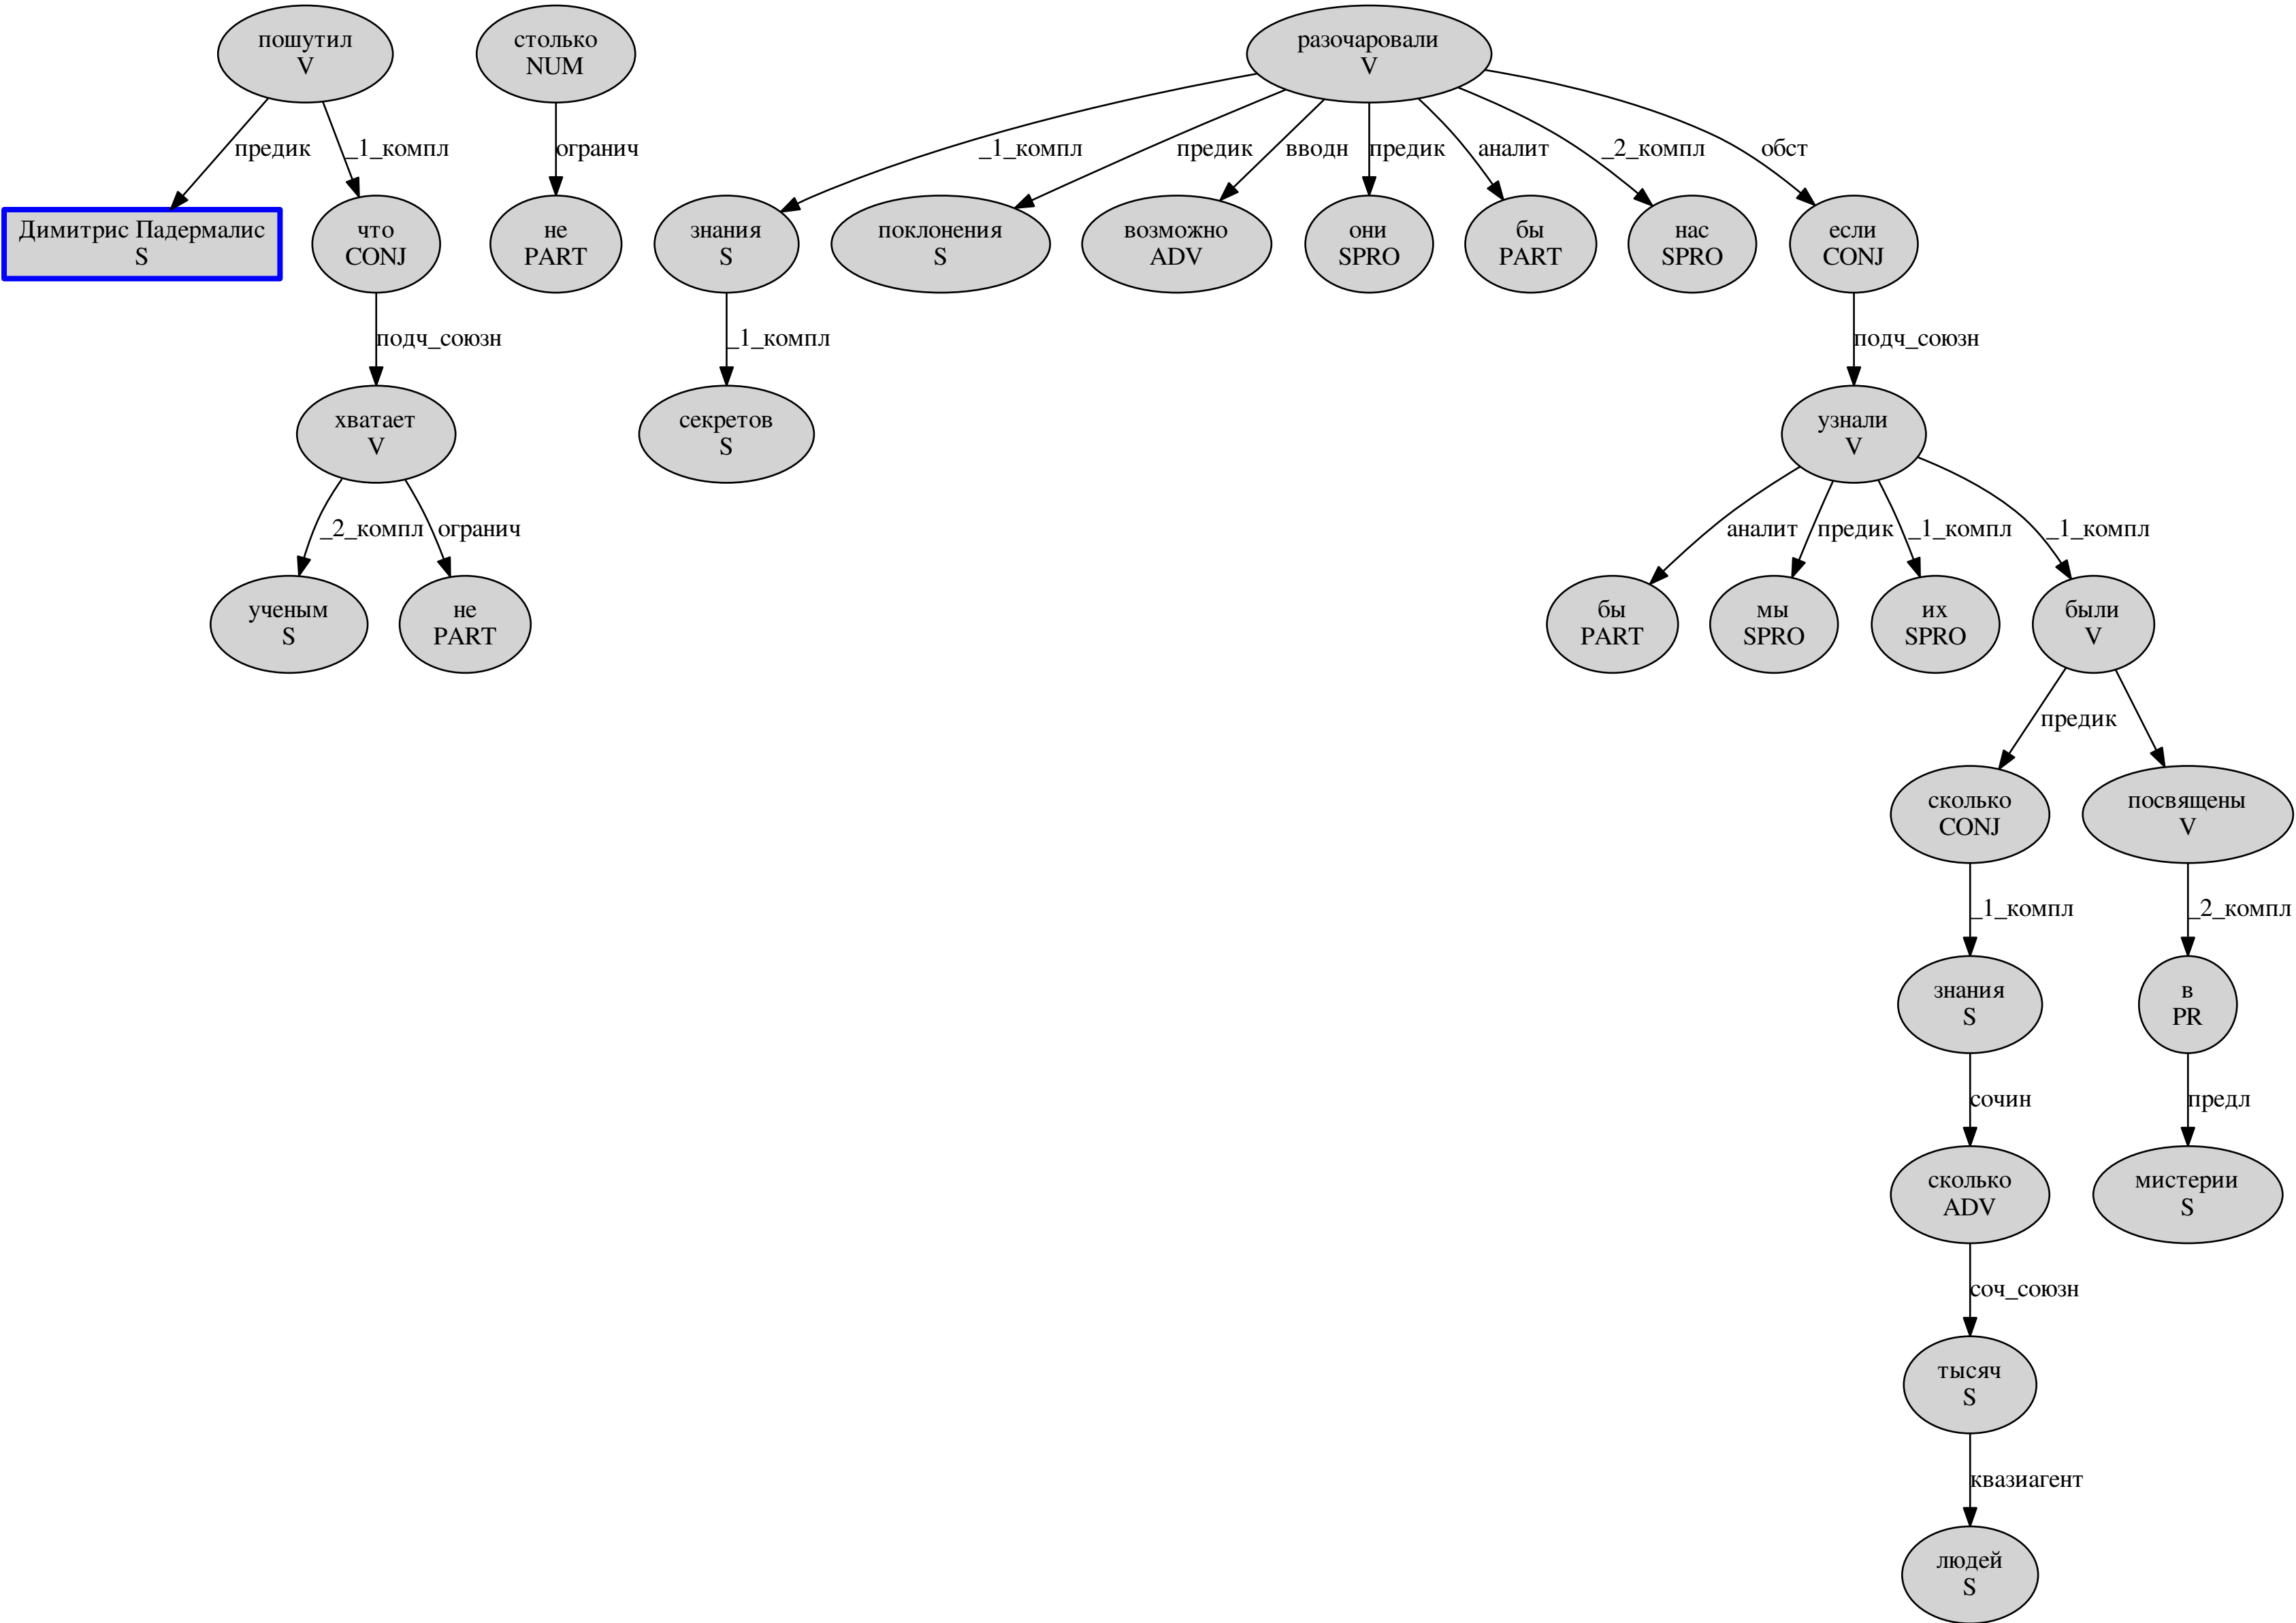 пошутил
V
столько
NUM
разочаровали
V
предик
_1_компл
огранич
_1_компл
предик
вводн
предик
аналит
_2_компл
обст
Димитрис Падермалис
S
что
CONJ
не
PART
знания
S
поклонения
S
возможно
ADV
они
SPRO
бы
PART
нас
SPRO
если
CONJ
подч_союзн
_1_компл
подч_союзн
хватает
V
секретов
S
узнали
V
_2_компл
огранич
аналит
предик
_1_компл
_1_компл
ученым
S
не
PART
бы
PART
мы
SPRO
их
SPRO
были
V
предик
сколько
CONJ
посвящены
V
_1_компл
_2_компл
знания
S
в
PR
сочин
предл
сколько
ADV
мистерии
S
соч_союзн
тысяч
S
квазиагент
людей
S